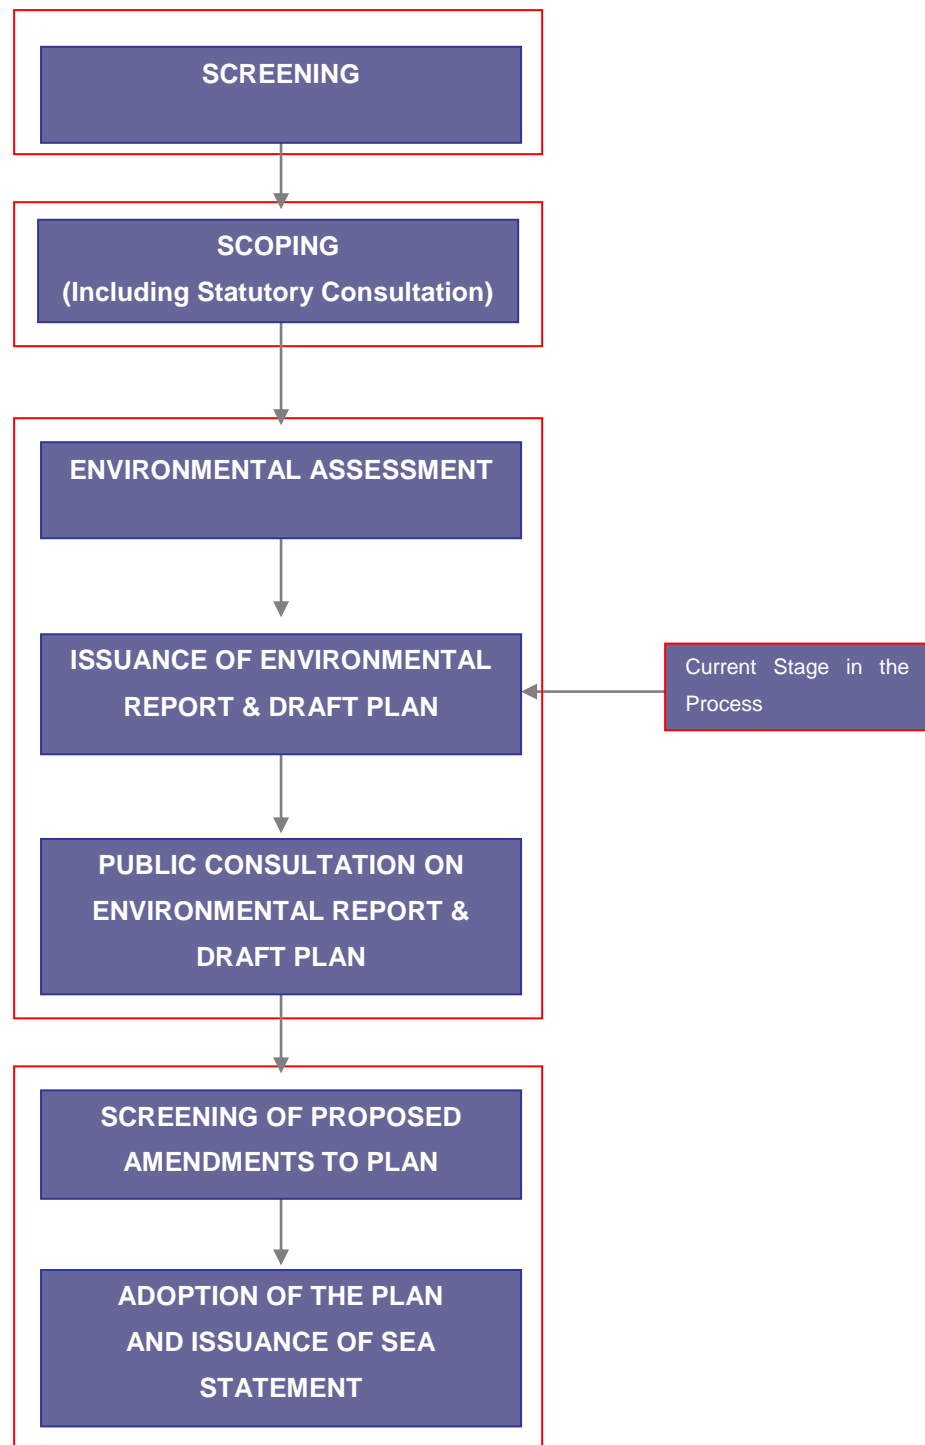 SCREENING
SCOPING
(Including Statutory Consultation)
ENVIRONMENTAL ASSESSMENT
ISSUANCE OF ENVIRONMENTAL
REPORT & DRAFT PLAN
Current Stage in the
Process
PUBLIC CONSULTATION ON
ENVIRONMENTAL REPORT &
DRAFT PLAN
SCREENING OF PROPOSED
AMENDMENTS TO PLAN
ADOPTION OF THE PLAN
AND ISSUANCE OF SEA
STATEMENT